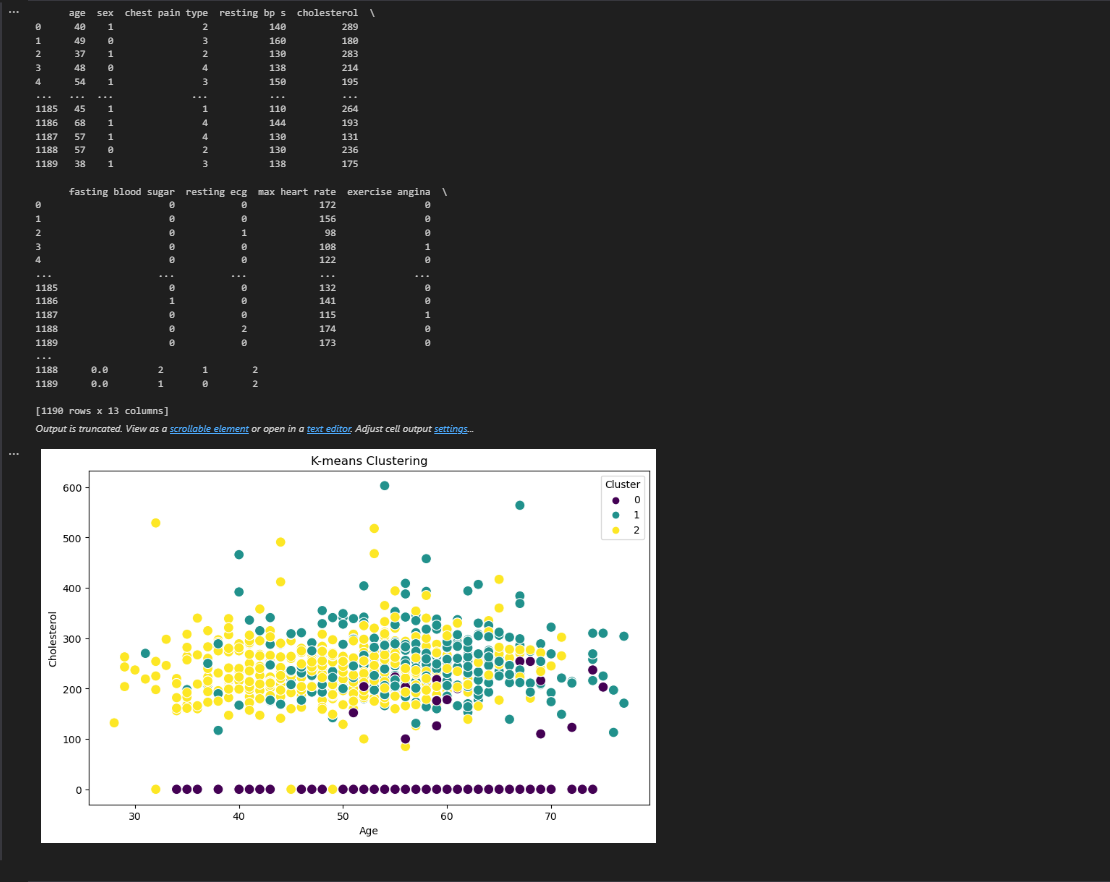 ...
age sex chest pain type resting bp s cholesterol \
0 40 1 2 140 289
1 49 0 3 160 180
2 37 1 2 130 283
3 48 0 4 138 214
4 54 1 3 150 195
... ... ... ... ... ...
1185 45 1 1 110 264
1186 68 1 4 144 193
1187 57 1 4 130 131
1188 57 0 2 130 236
1189 38 1 3 138 175
fasting blood sugar resting ecg max heart rate exercise angina \
0 0 0 172 0
1 0 0 156 0
2 0 1 98 0
3 0 0 108 1
4 0 0 122 0
... ... ... ... ...
1185 0 0 132 0
1186 1 0 141 0
1187 0 0 115 1
1188 0 2 174 0
1189 0 0 173 0
...
1188 0.0 2 1 2
1189 0.0 1 0 2
[1190 rows x 13 columns]
Output is truncated. View as a scrollable element or open in a text editor. Adjust cell output settings...
...
K-means Clustering
Cluster
0
1
2
600
500
400
300
200
100
0
Cholesterol
30 40 50 60 70
Age